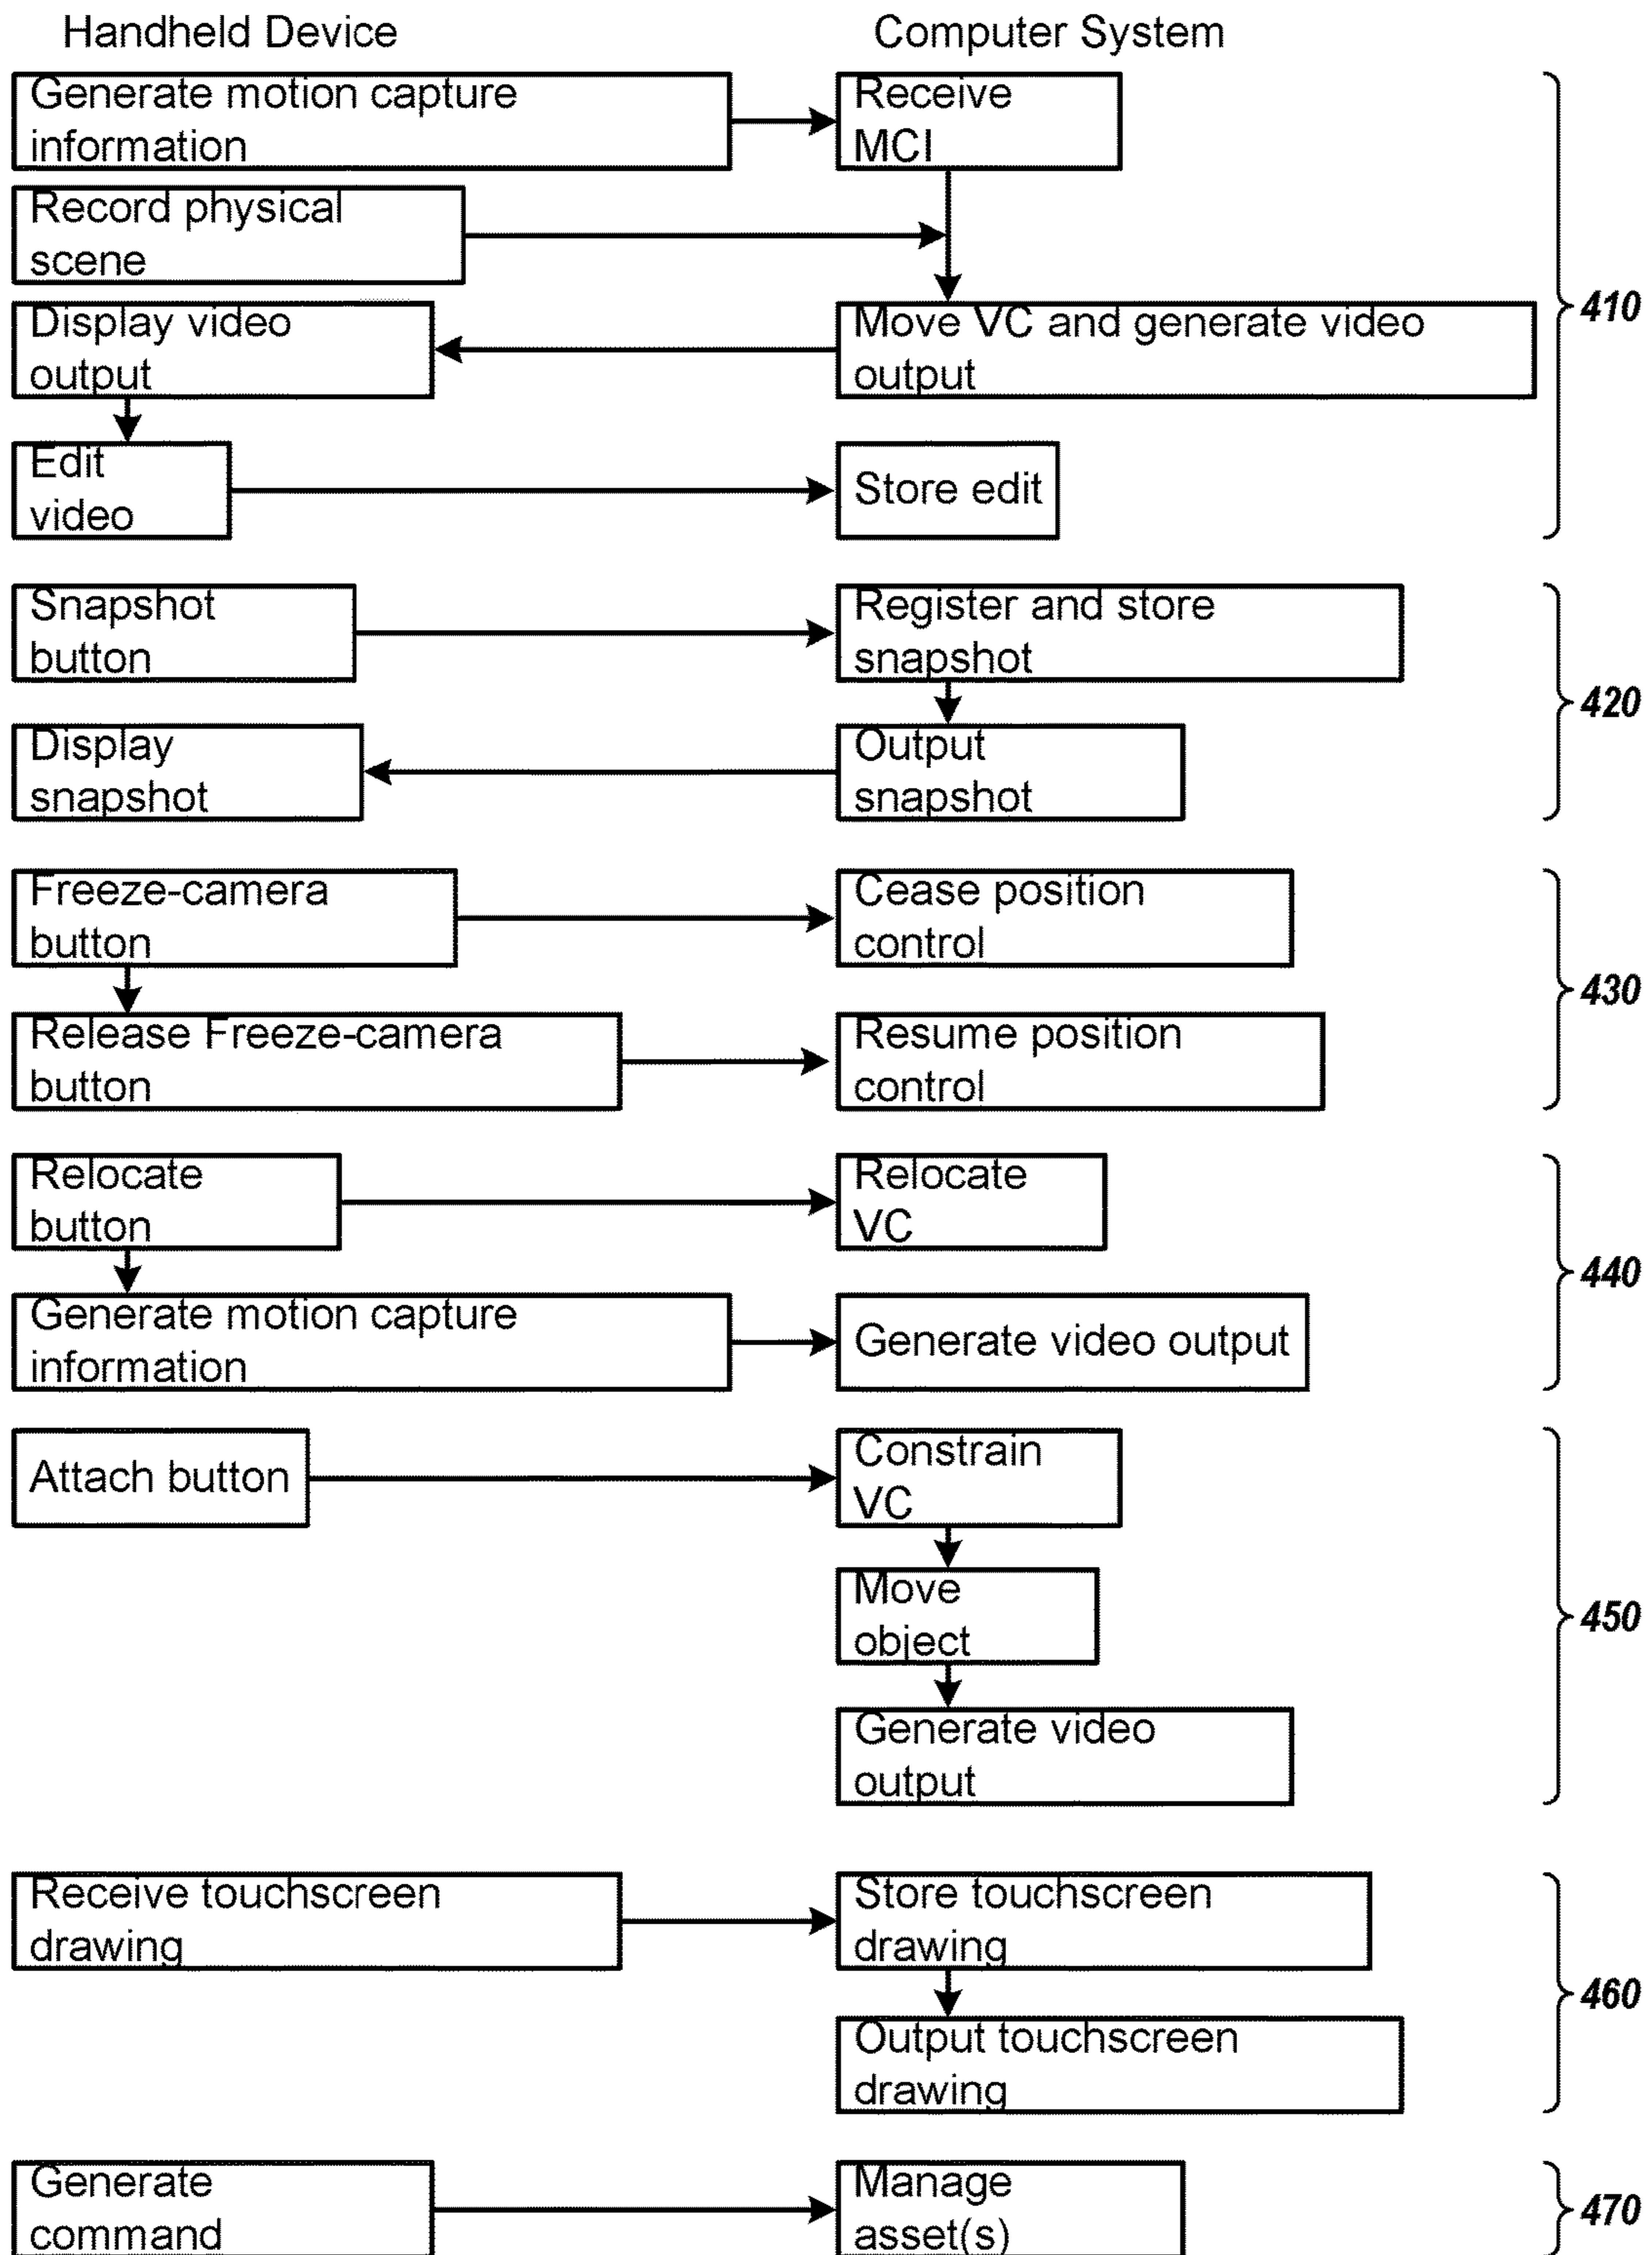 Handheld Device
Computer System
Generate motion capture
information
Receive
MCI
Record physical
scene
Display video
output
Move VC and generate video
output
410
Edit
video
Store edit
Snapshot
button
Register and store
snapshot
420
Display
snapshot
Output
snapshot
Freeze-camera
button
Cease position
control
430
Release Freeze-camera
button
Resume position
control
Relocate
button
Relocate
VC
440
Generate motion capture
information
Generate video output
Attach button
Constrain
VC
Move
object
450
Generate video
output
Receive touchscreen
drawing
Store touchscreen
drawing
460
Output touchscreen
drawing
Generate
command
Manage
asset(s)
470